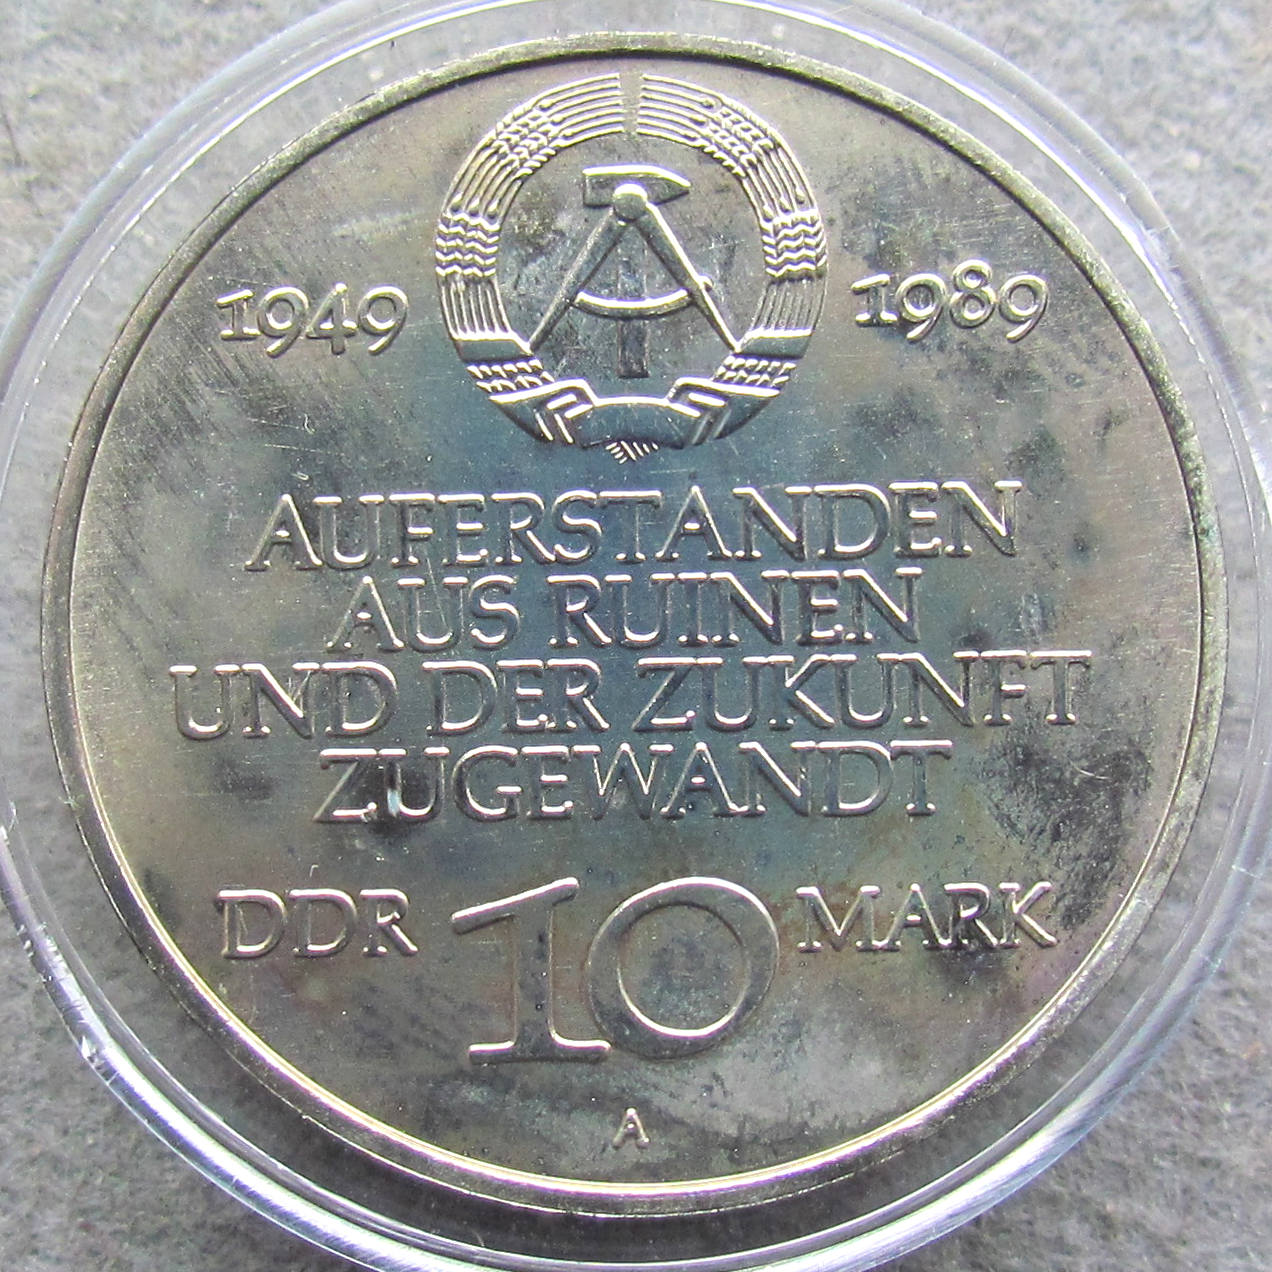 1949 1989
AUFERSTANDEN
AUS RUINEN
UND DER ZUKUNFT
ZUGEWANDT
DDR 10 MARK
A